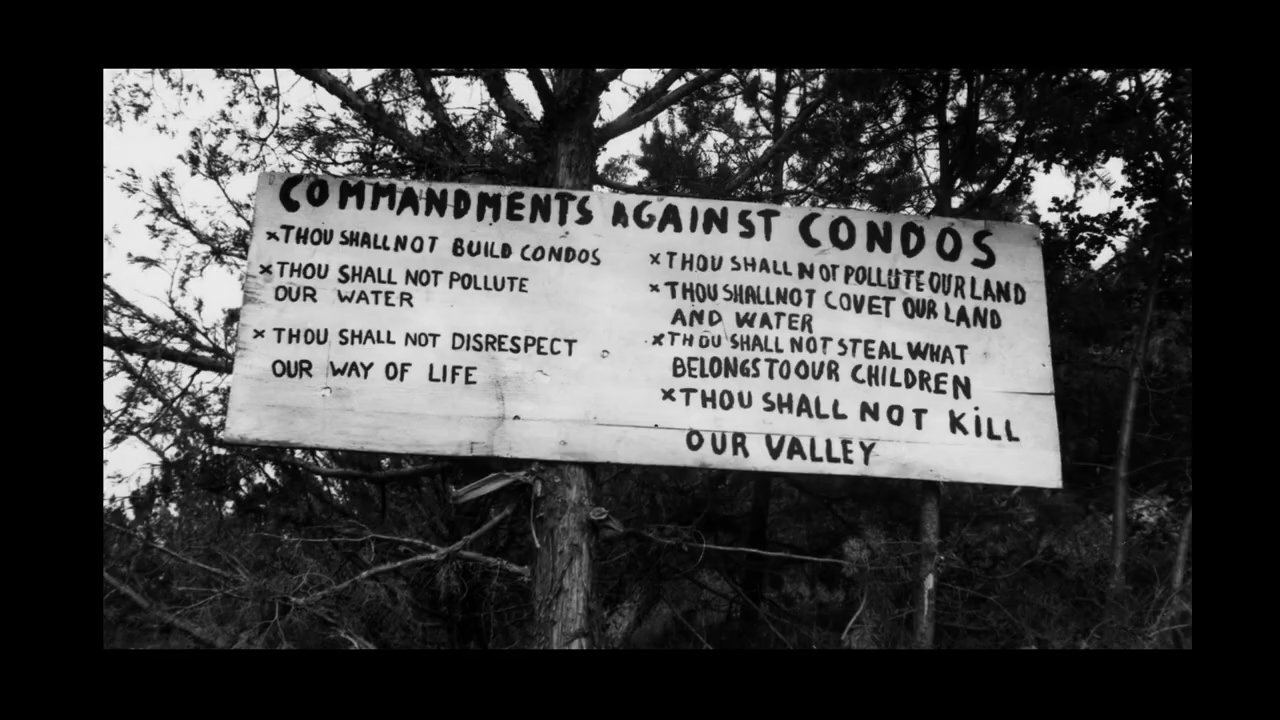 COMMANDMENTS AGAINST CONDOS
×THOU SHALL NOT BUILD CONDOS
×THOU SHALL NOT POLLUTE
OUR WATER
×THOU SHALL NOT DISRESPECT
OUR WAY OF LIFE
×THOU SHALL NOT POLLUTE OUR LAND
×THOU SHALL NOT COVET OUR LAND
AND WATER
×THOU SHALL NOT STEAL WHAT
BELONGS TO OUR CHILDREN
×THOU SHALL NOT KiLL
OUR VALLEY